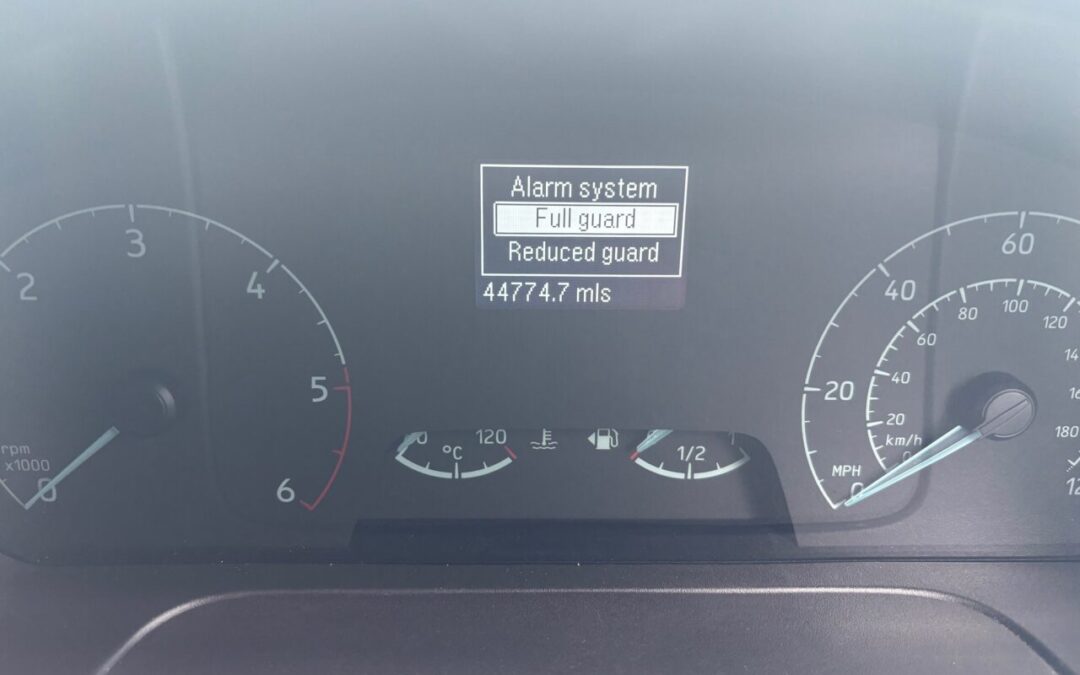 Alarm system
Full guard
Reduced guard
44774.7 mls
2
3
4
5
6
0
rpm
x1000
°C
120
1/2
20
40
60
MPH
0
20
40
60
80
100
120
180
km/h